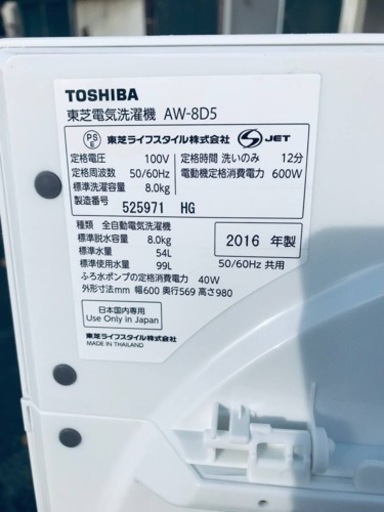 TOSHIBA
東芝電気洗濯機 AW-8D5
PS E 東芝ライフスタイル株式会社 S JET
定格電圧 100V 定格時間 洗いのみ 12分
定格周波数 50/60Hz 電動機定格消費電力 600W
標準洗濯容量 8.0kg
製造番号 525971 HG
種類 全自動電気洗濯機
標準脱水容量 8.0kg 2016 年製
標準水量 54L
標準使用水量 99L 50/60Hz 共用
ふろ水ポンプの定格消費電力 40W
外形寸法mm 幅600 奥行569 高さ980
日本国内専用
Use Only in Japan
東芝ライフスタイル株式会社
MADE IN THAILAND